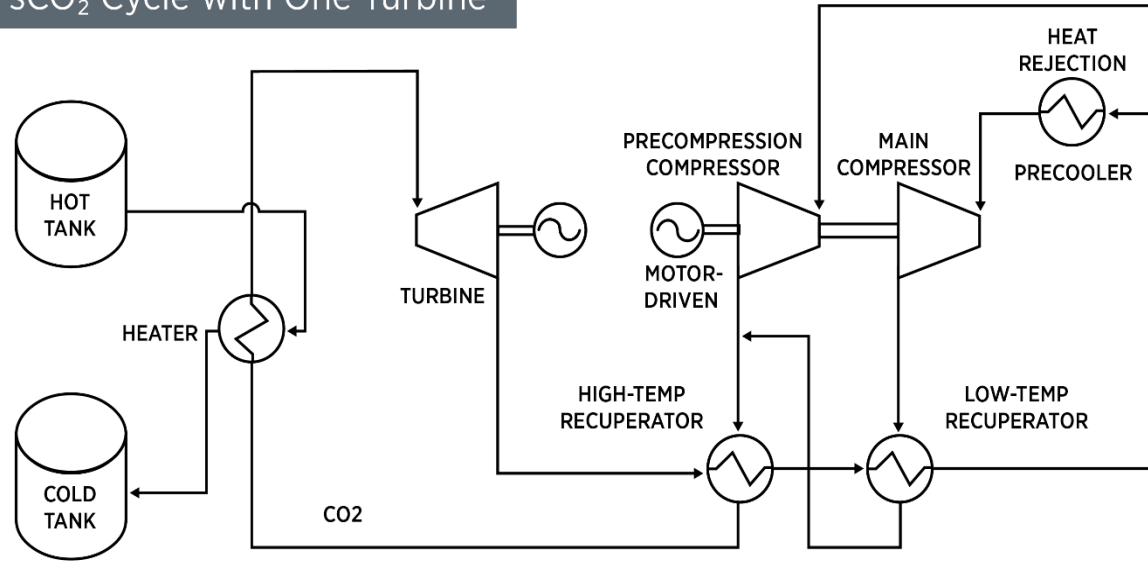 sCO₂ Cycle with One Turbine
HEAT
REJECTION
PRECOMPRESSION
COMPRESSOR
MAIN
COMPRESSOR
PRECOOLER
HOT
TANK
MOTOR-
DRIVEN
TURBINE
HEATER
HIGH-TEMP
RECUPERATOR
LOW-TEMP
RECUPERATOR
COLD
TANK
CO2